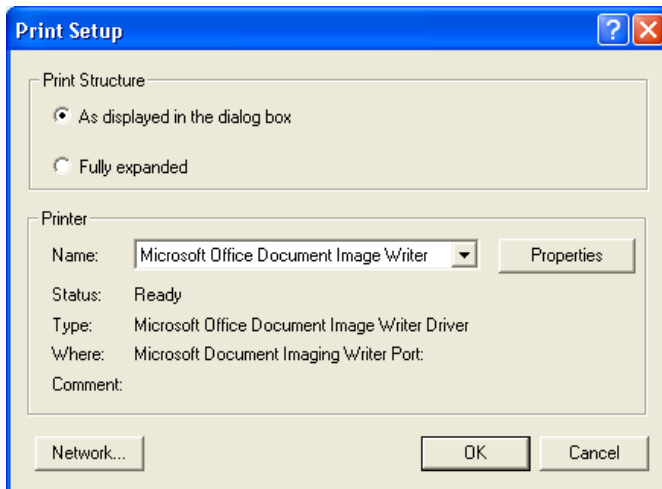 Print Setup
Print Structure
As displayed in the dialog box
Fully expanded
Printer
Name: Microsoft Office Document Image Writer Properties
Status: Ready
Type: Microsoft Office Document Image Writer Driver
Where: Microsoft Document Imaging Writer Port:
Comment:
Network... OK Cancel